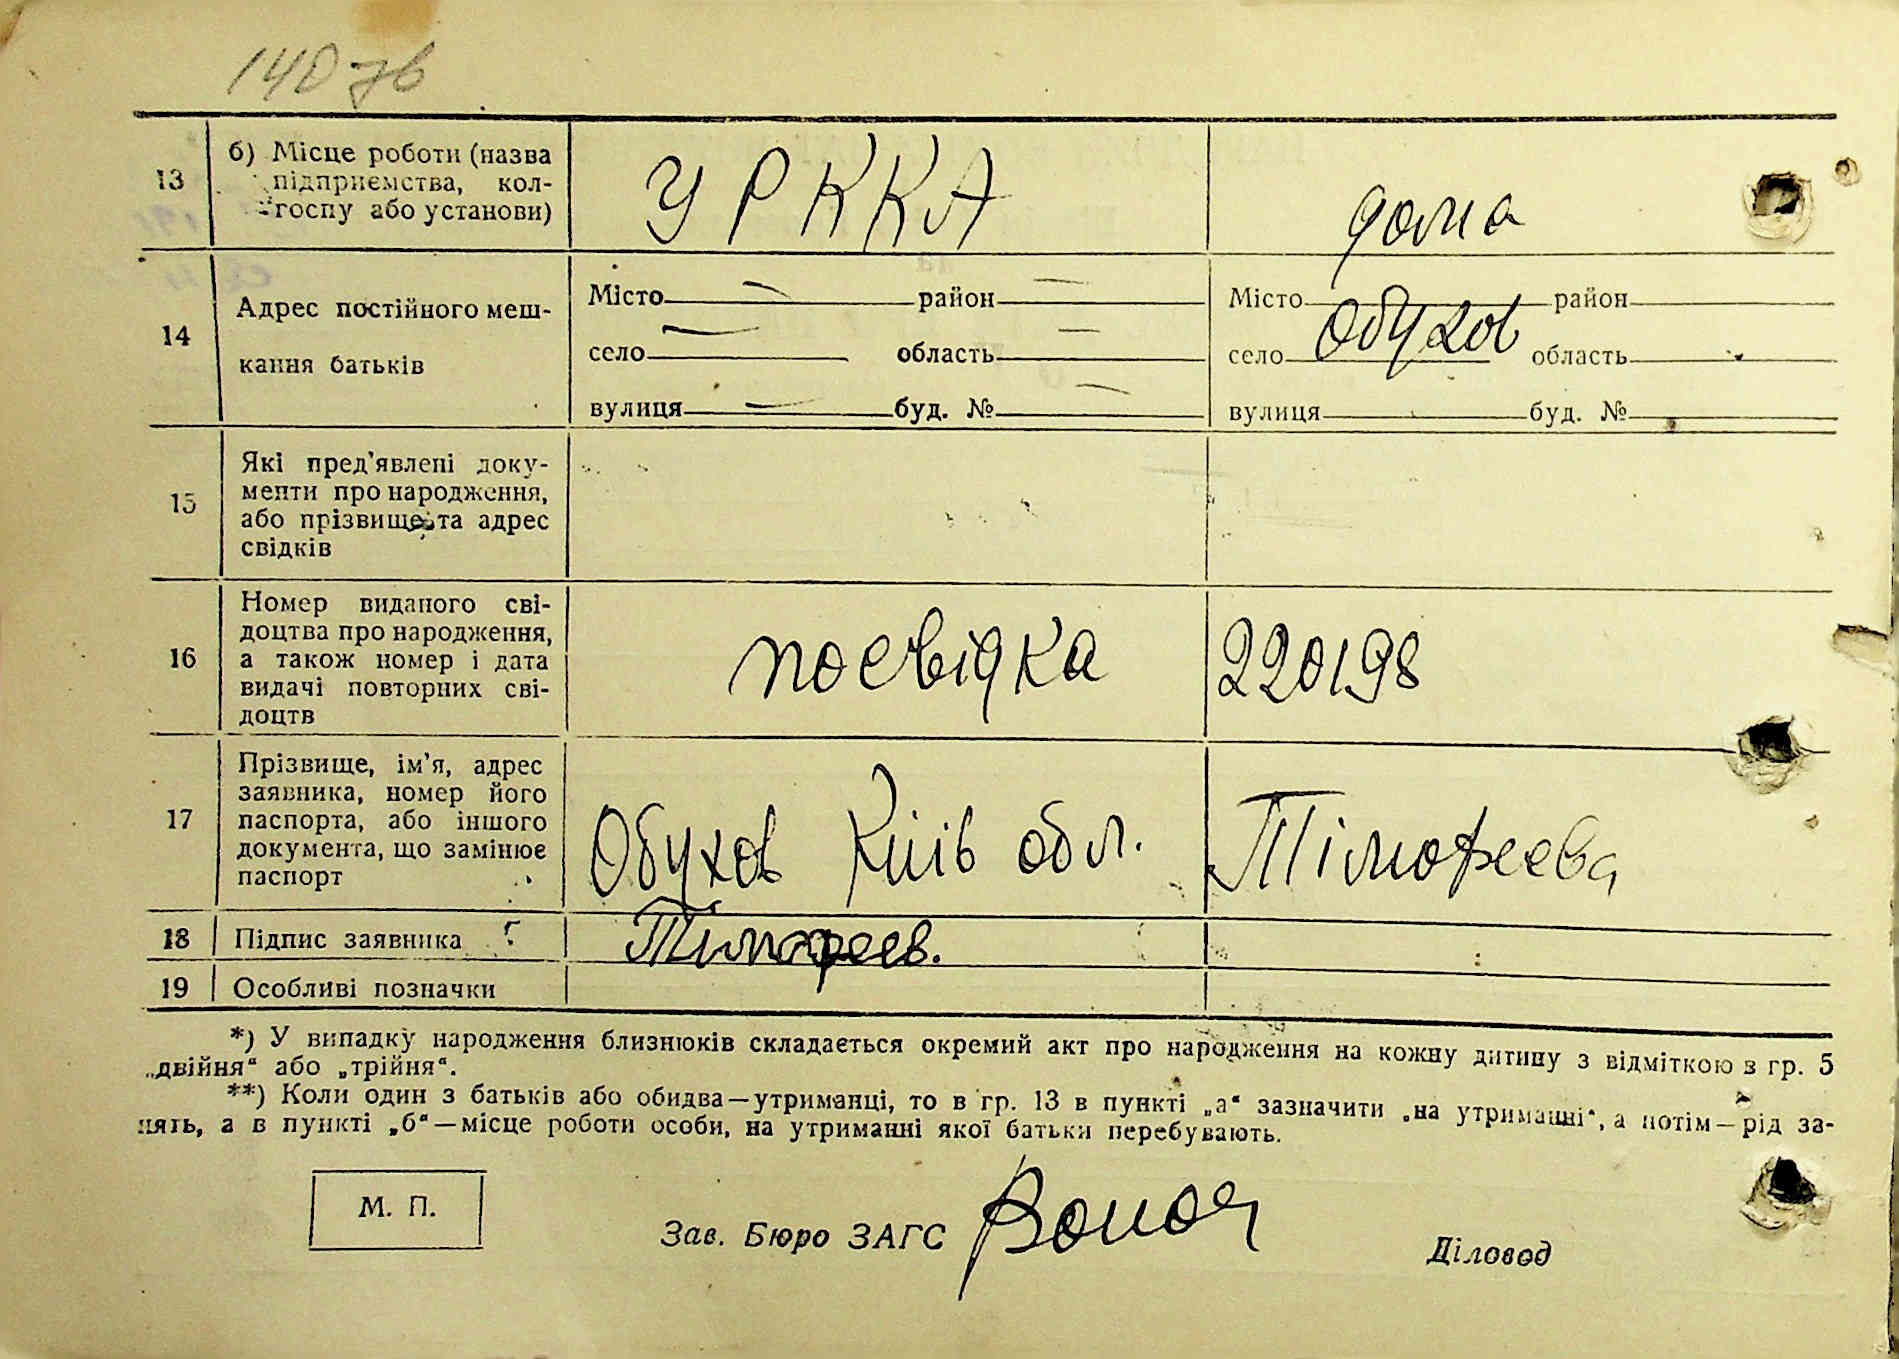 140 зв
13
б) Місце роботи (назва
підприємства, кол-
госпу або установи)
У РККА
дома
14
Адрес постійного меш-
кання батьків
Місто — район —
село — область —
вулиця — буд. № —
Місто район
село Обухов область
вулиця буд. №
15
Які пред'явлені доку-
менти про народження,
або прізвище та адрес
свідків
16
Номер виданого сві-
доцтва про народження,
а також номер і дата
видачі повторних сві-
доцтв
посвідка 220198
17
Прізвище, ім'я, адрес
заявника, номер його
паспорта, або іншого
документа, що замінює
паспорт
Обухов Київ обл. Тімофеева
18 Підпис заявника Тимофеев.
19 Особливі позначки
*) У випадку народження близнюків складається окремий акт про народження на кожну дитину з відміткою в гр. 5
„двійня“ або „трійня“.
**) Коли один з батьків або обидва—утриманці, то в гр. 13 в пункті „а“ зазначити „на утриманні“, а потім—рід за-
нять, а в пункті „б“—місце роботи особи, на утриманні якої батьки перебувають.
М. П.
Зав. Бюро ЗАГС
Діловод